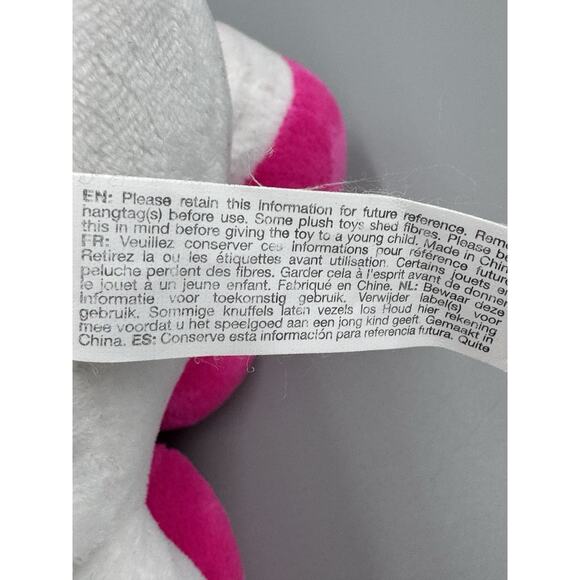 EN: Please retain this information for future reference. Remo
hangtag(s) before use. Some plush toys shed fibres. Please be
this in mind before giving the toy to a young child. Made in Chin
FR: Veuillez conserver ces informations pour référence future
Retirez la ou les étiquettes avant utilisation. Certains jouets en
peluche perdent des fibres. Garder cela à l'esprit avant de donner
le jouet à un jeune enfant. Fabriqué en Chine. NL: Bewaar deze
informatie voor toekomstig gebruik. Verwijder label(s) voor
gebruik. Sommige knuffels laten vezels los Houd hier rekening
mee voordat u het speelgoed aan een jong kind geeft. Gemaakt in
China. ES: Conserve esta información para referencia futura. Quite